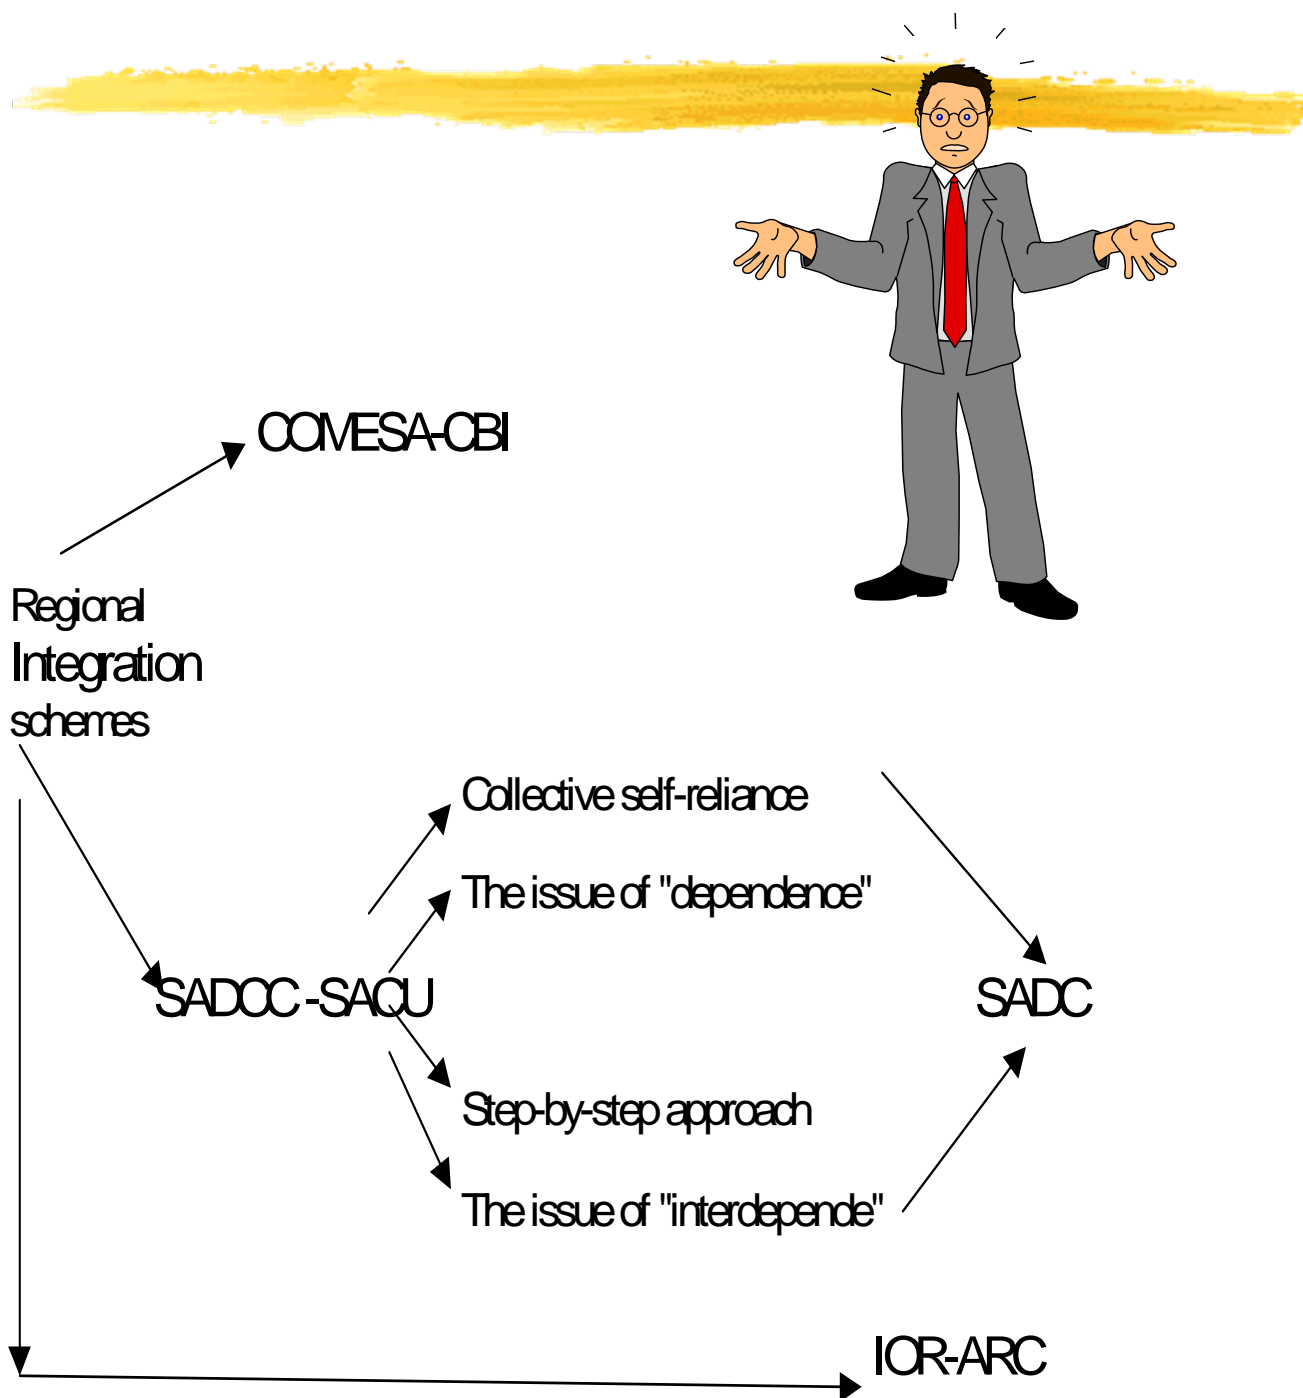 COMESA-CBI
Regional
Integration
schemes
Collective self-reliance
The issue of "dependence"
SADCC - SACU
SADC
Step-by-step approach
The issue of "interdepende"
IOR-ARC